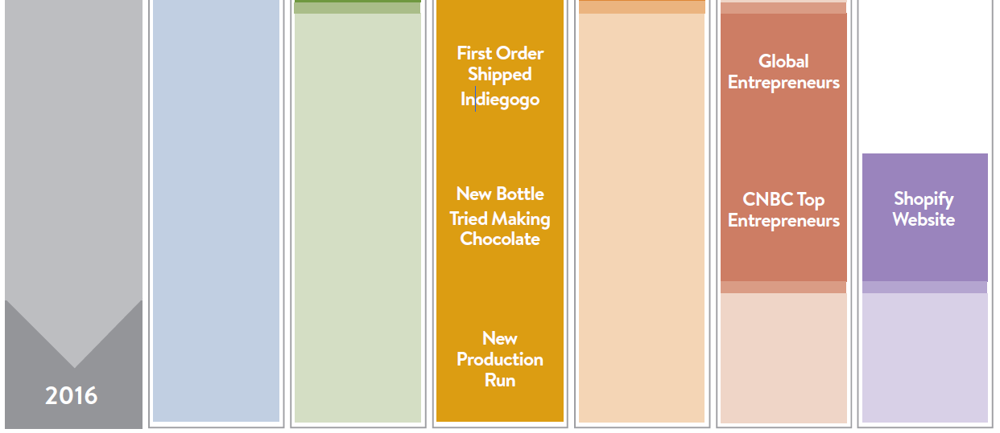 First Order
Shipped
Indiegogo
Global
Entrepreneurs
New Bottle
Tried Making
Chocolate
CNBC Top
Entrepreneurs
Shopify
Website
New
Production
Run
2016